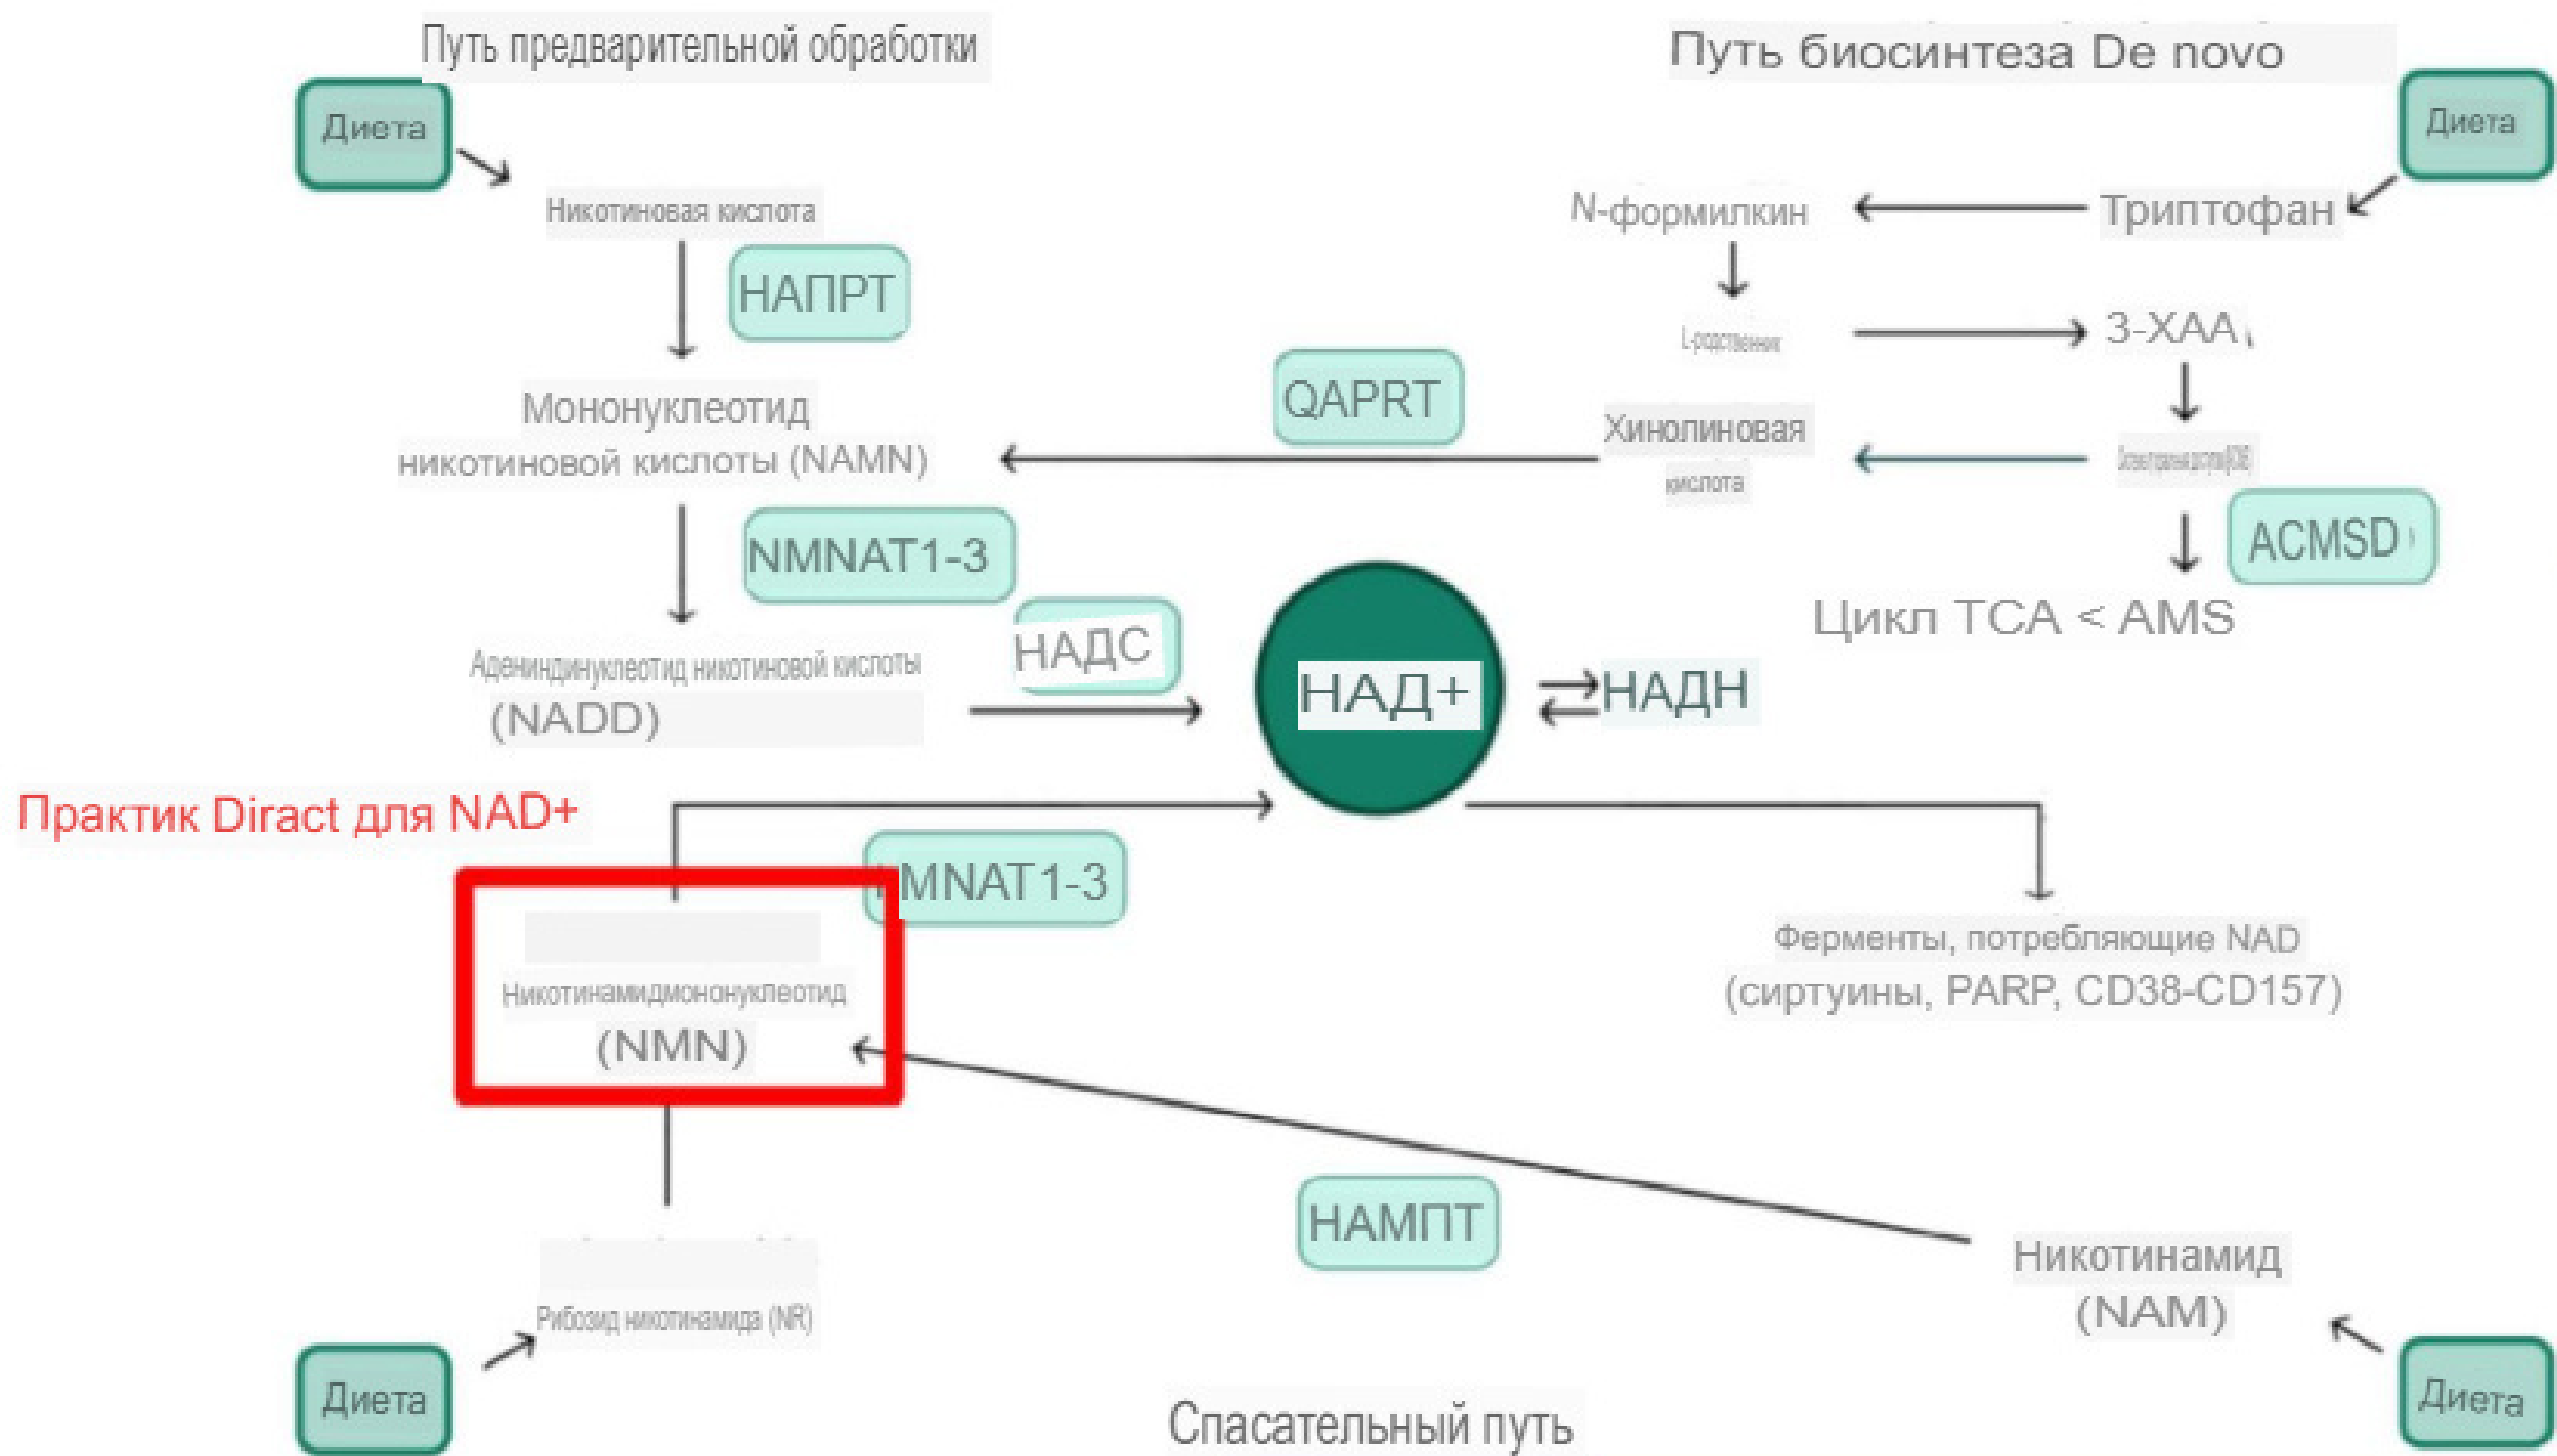 Путь предварительной обработки
Путь биосинтеза De novo
Диета
Диета
Никотиновая кислота
N-формилкин
Триптофан
НАПРТ
L-родственник
3-ХАА
QAPRT
Мононуклеотид
никотиновой кислоты (NAMN)
Хинолиновая
кислота
NMNAT1-3
ACMSD
Цикл TCA < AMS
НАДС
Адениндинуклеотид никотиновой кислоты
(NADD)
НАД+
НАДН
Практик Diract для NAD+
MNAT1-3
Ферменты, потребляющие NAD
(сиртуины, PARP, CD38-CD157)
Никотинамидмононуклеотид
(NMN)
НАМПТ
Никотинамид
(NAM)
Рибозид никотинамида (NR)
Диета
Диета
Спасательный путь